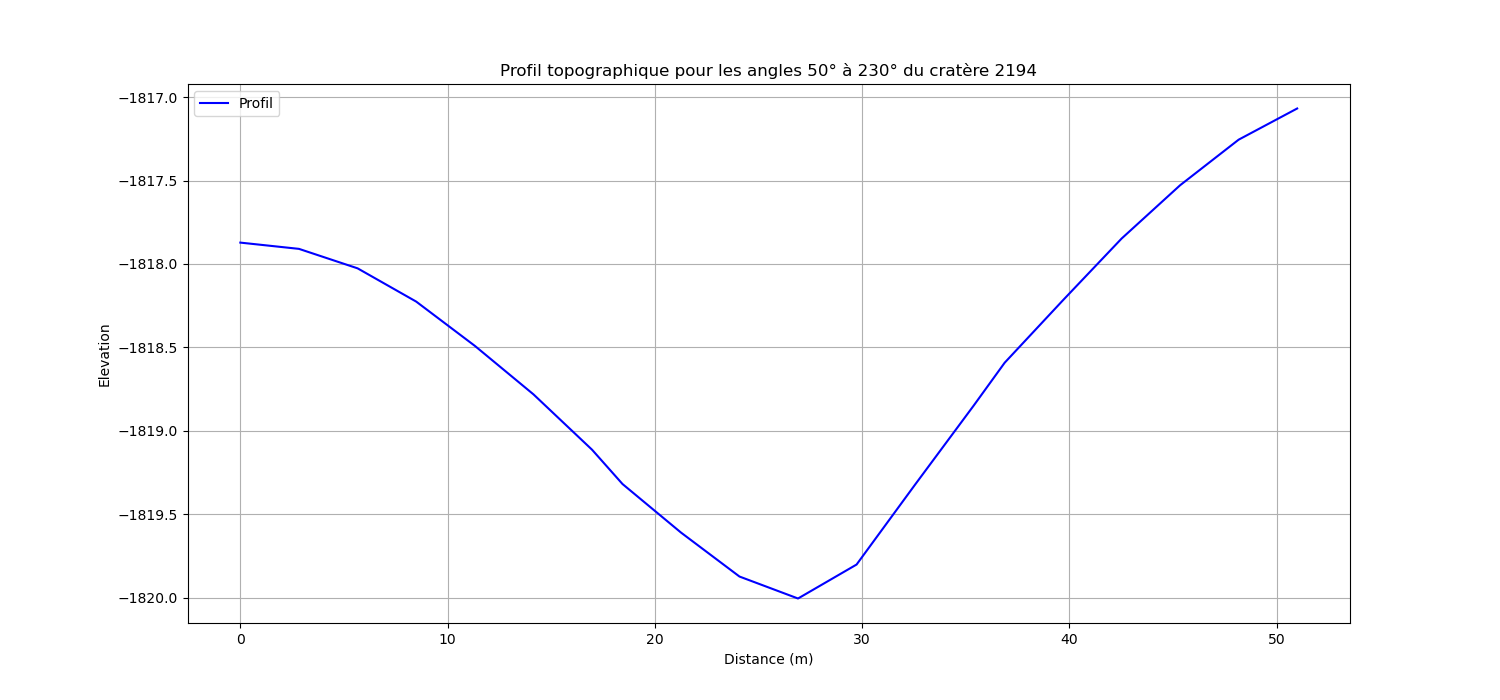 Profil topographique pour les angles 50° à 230° du cratère 2194
Profil
−1817.0
−1817.5
−1818.0
−1818.5
−1819.0
−1819.5
−1820.0
Elevation
0 10 20 30 40 50
Distance (m)